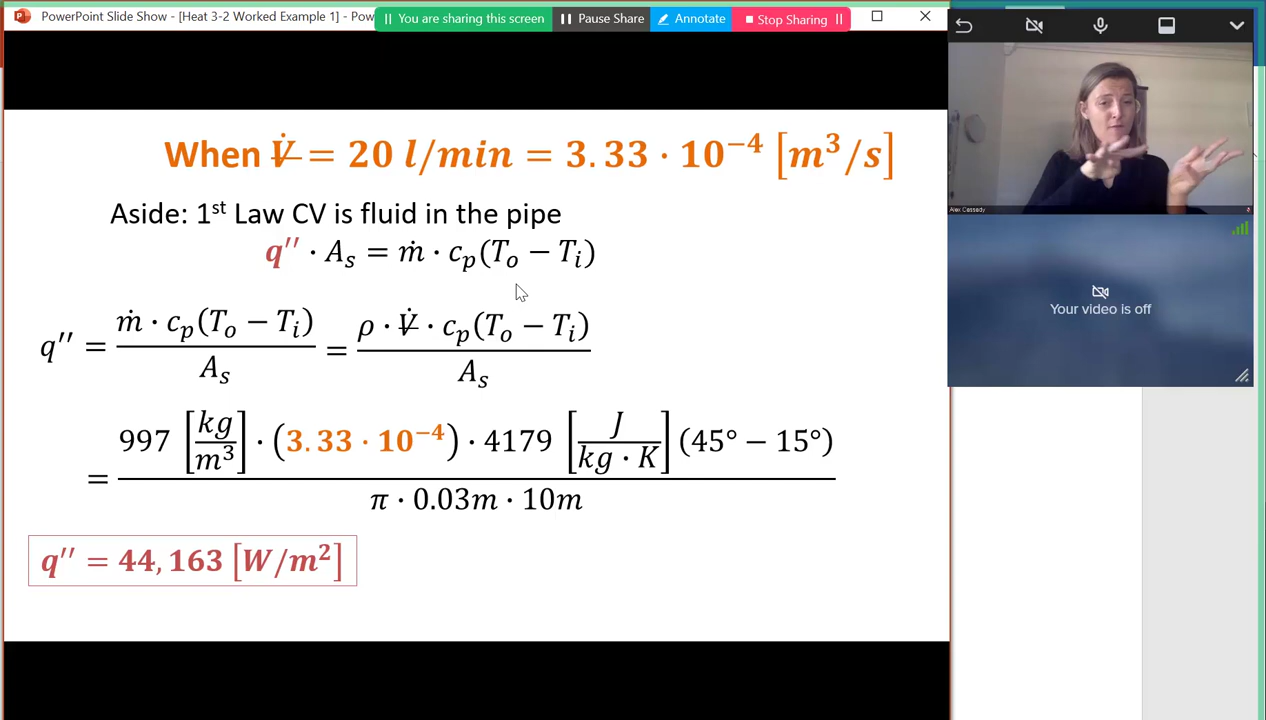 PowerPoint Slide Show - [Heat 3-2 Worked Example 1] - Pow
You are sharing this screen
Pause Share
Annotate
Stop Sharing
When V̶̇ = 20 l/min = 3.33 · 10⁻⁴ [m³/s]
Aside: 1st Law CV is fluid in the pipe
q′′ · Aₛ = ṁ · cₚ(Tₒ − Tᵢ)
q′′ = ṁ · cₚ(Tₒ − Tᵢ) / Aₛ = ρ · V̶̇ · cₚ(Tₒ − Tᵢ) / Aₛ
= 997 [kg/m³] · (3.33 · 10⁻⁴) · 4179 [J/kg · K] (45° − 15°) / π · 0.03m · 10m
q′′ = 44,163 [W/m²]
Alex Cassady
Your video is off